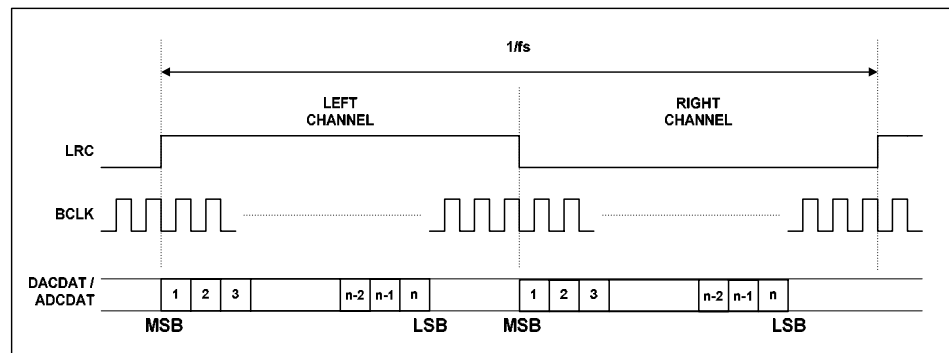 1/fs
LEFT
CHANNEL
RIGHT
CHANNEL
LRC
BCLK
DACDAT /
ADCDAT
1 2 3 n-2 n-1 n 1 2 3 n-2 n-1 n
MSB LSB MSB LSB